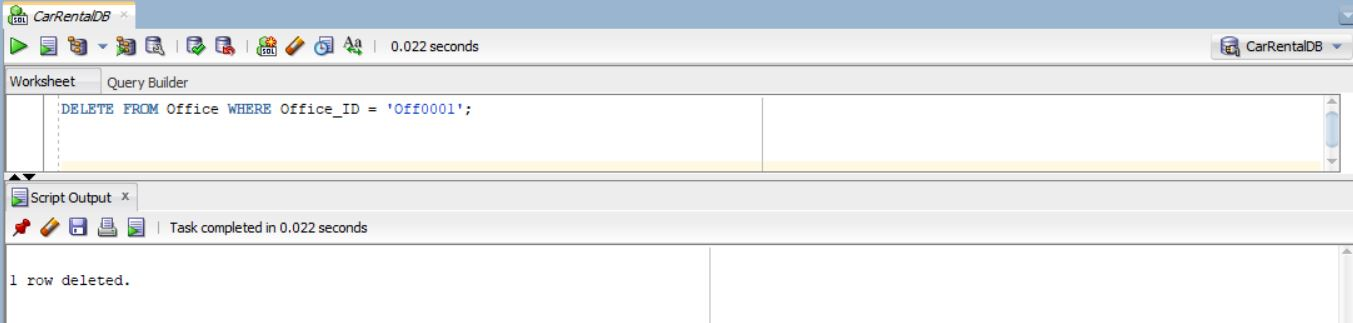 CarRentalDB
0.022 seconds
CarRentalDB
Worksheet Query Builder
DELETE FROM Office WHERE Office_ID = 'Off0001';
Script Output x
Task completed in 0.022 seconds
1 row deleted.